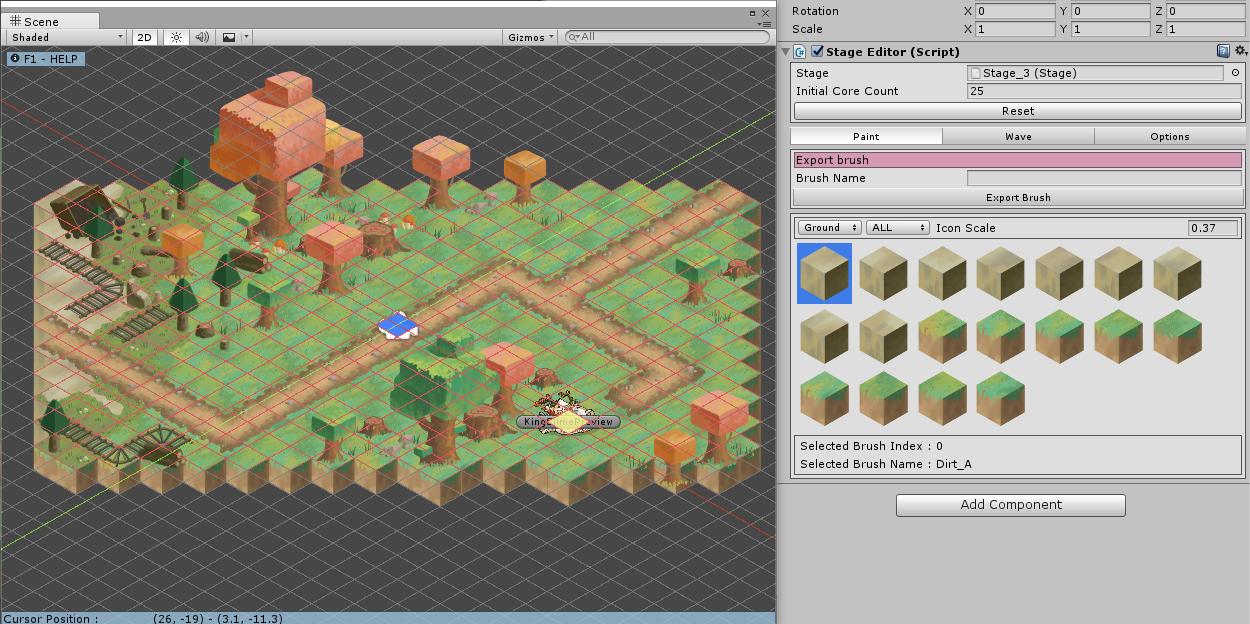 Scene
Shaded 2D Gizmos All
F1 - HELP
Cursor Position : (26, -19) - (3.1, -11.3)
Rotation X 0 Y 0 Z 0
Scale X 1 Y 1 Z 1
Stage Editor (Script)
Stage Stage_3 (Stage)
Initial Core Count 25
Reset
Paint Wave Options
Export brush
Brush Name
Export Brush
Ground ALL Icon Scale 0.37
Selected Brush Index : 0
Selected Brush Name : Dirt_A
Add Component